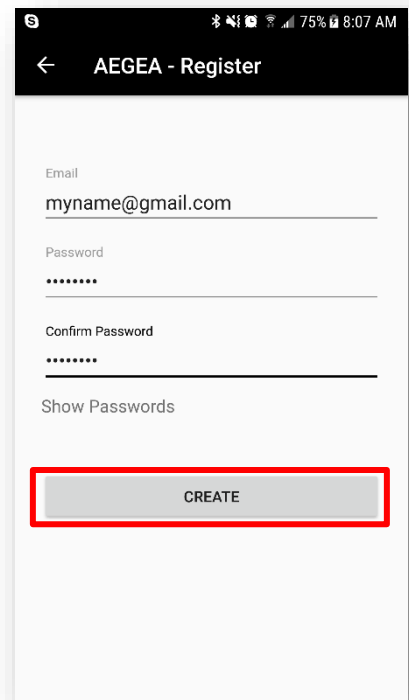 75% 8:07 AM
AEGEA - Register
Email
myname@gmail.com
Password
••••••••
Confirm Password
••••••••
Show Passwords
CREATE